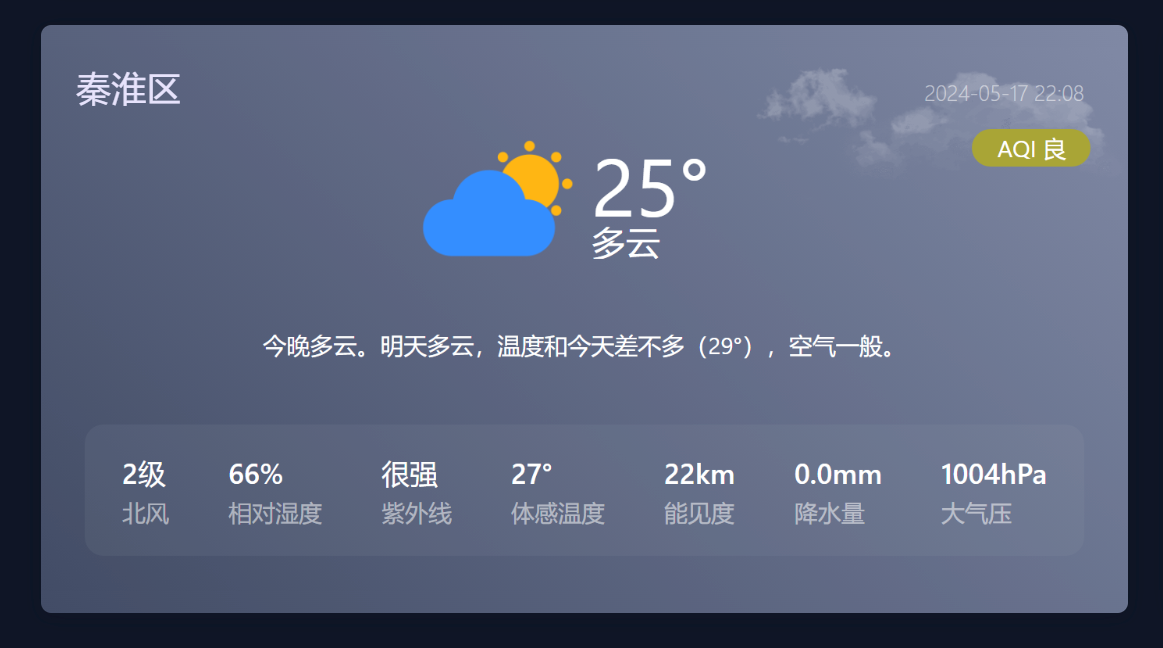 秦淮区
2024-05-17 22:08
AQI 良
25°
多云
今晚多云。明天多云，温度和今天差不多（29°），空气一般。
2级 66% 很强 27° 22km 0.0mm 1004hPa
北风 相对湿度 紫外线 体感温度 能见度 降水量 大气压